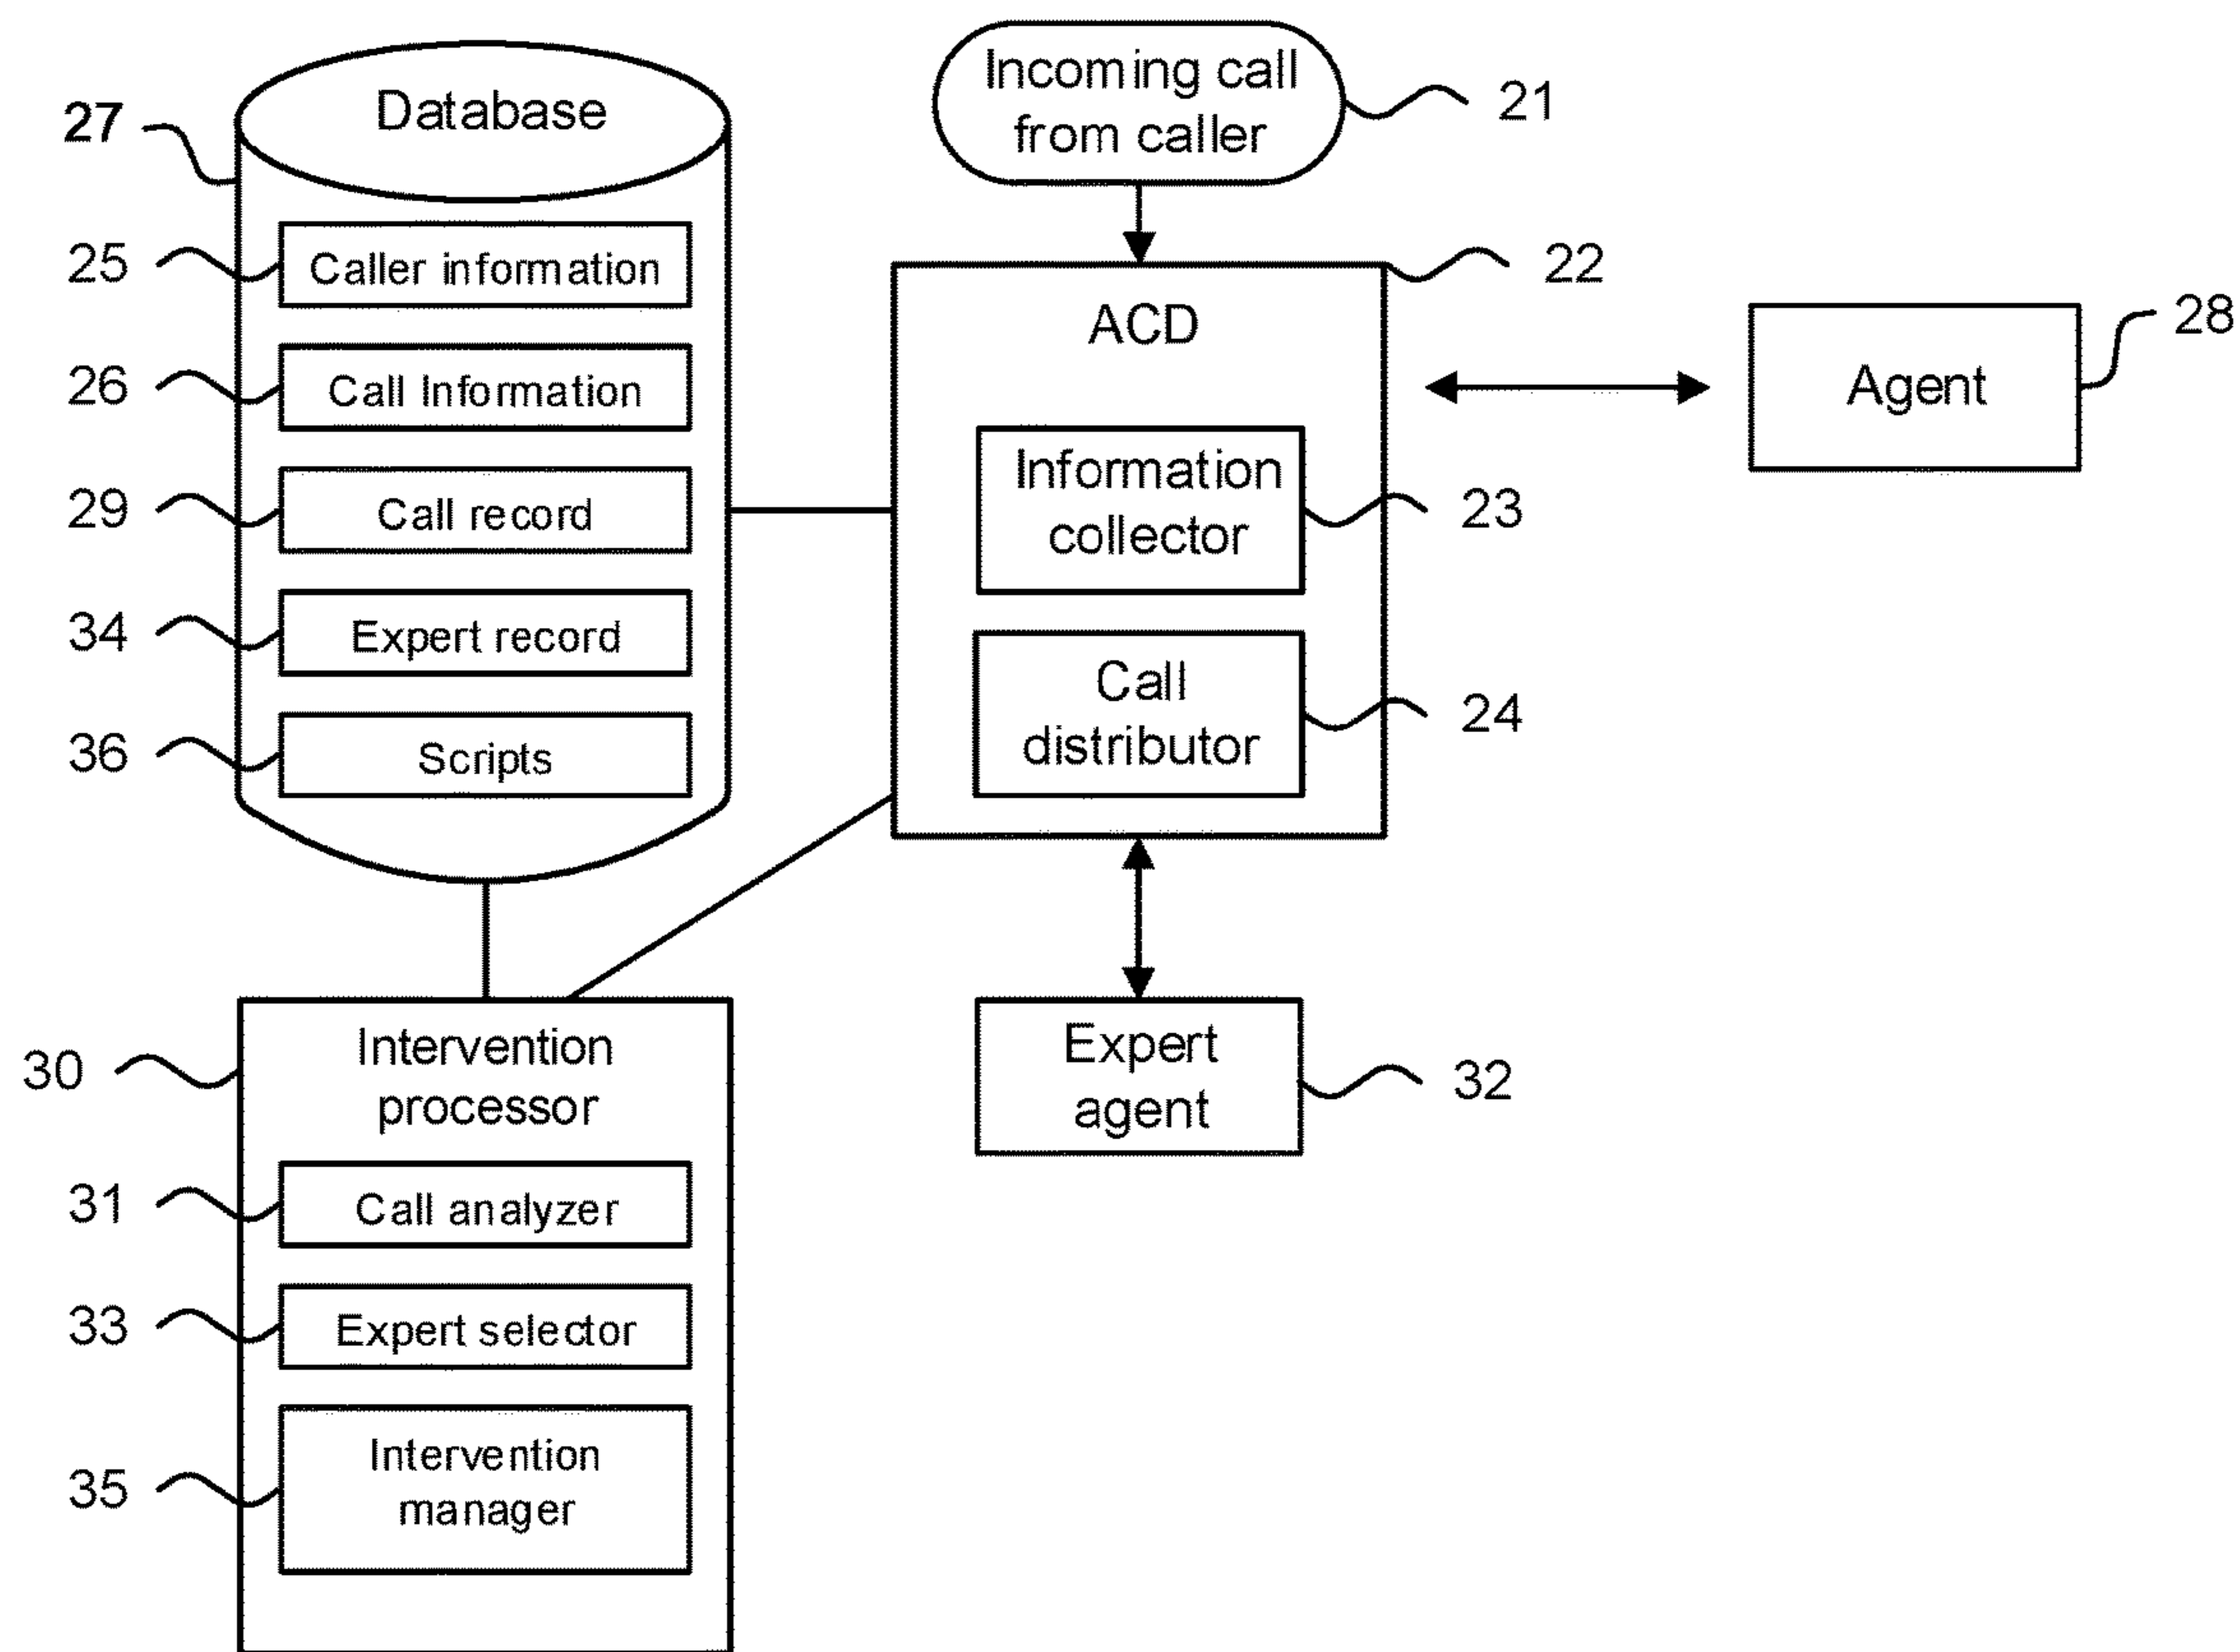 Database
27
25
Caller information
26
Call Information
29
Call record
34
Expert record
36
Scripts
Incoming call
from caller
21
22
ACD
Information
collector
23
Call
distributor
24
Agent
28
Expert
agent
32
30
Intervention
processor
31
Call analyzer
33
Expert selector
35
Intervention
manager